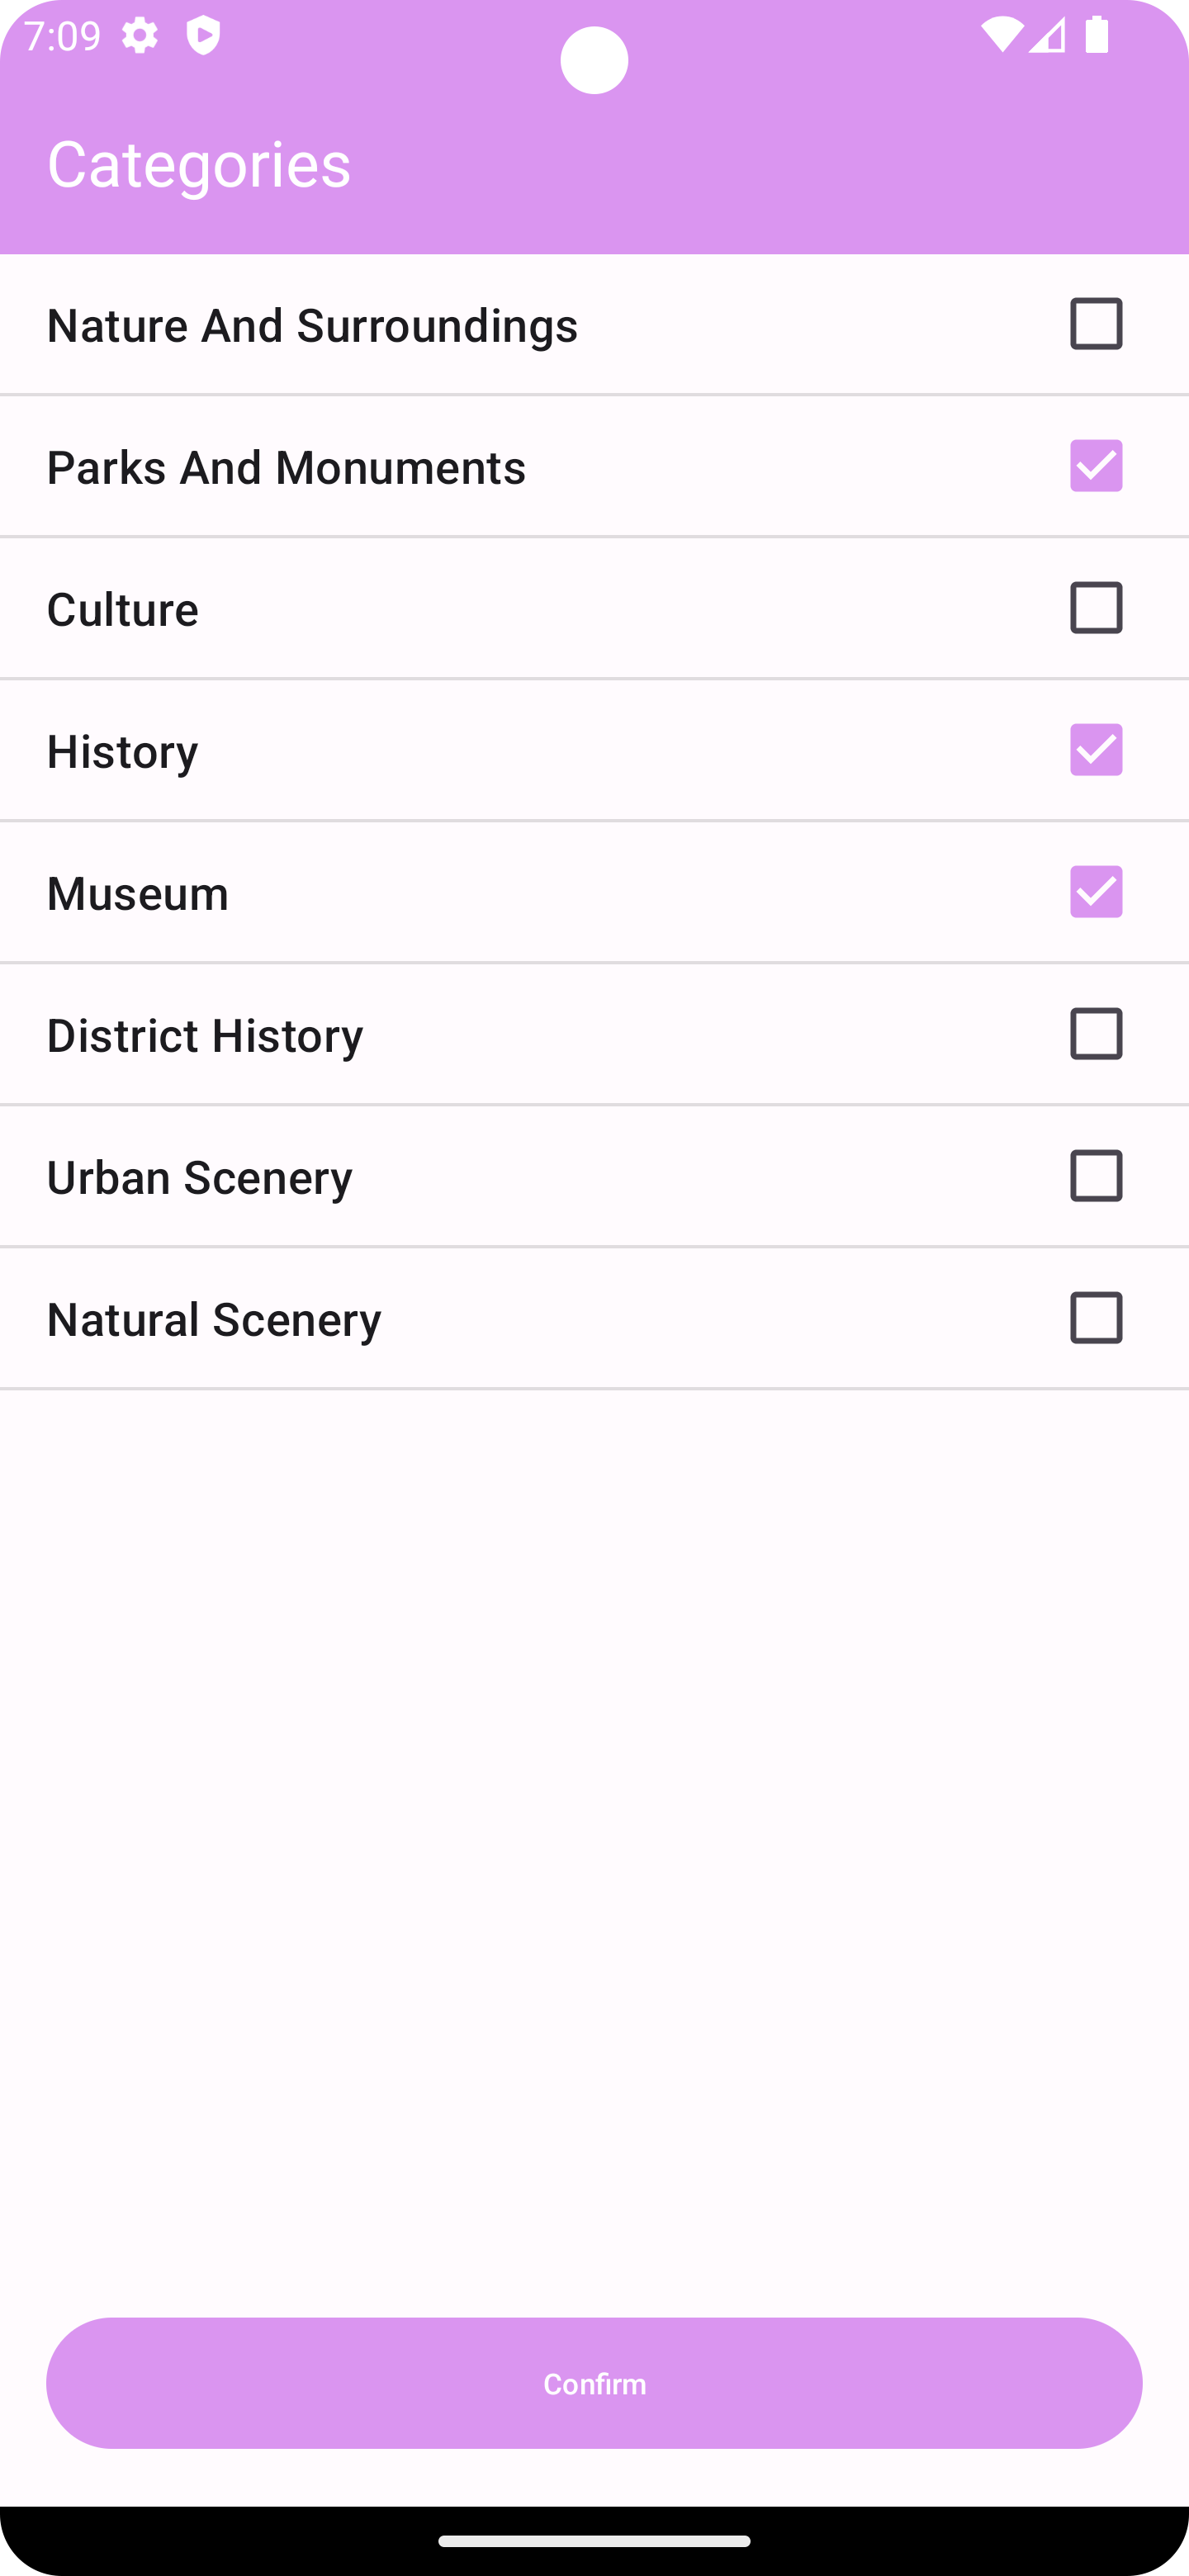 7:09
Categories
Nature And Surroundings
Parks And Monuments
Culture
History
Museum
District History
Urban Scenery
Natural Scenery
Confirm